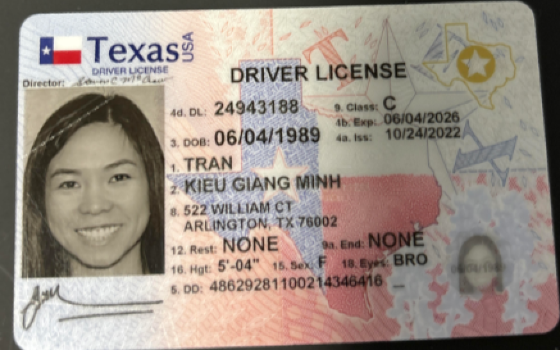 Texas USA
DRIVER LICENSE
Director:
DRIVER LICENSE
4d. DL: 24943188 9. Class: C
4b. Exp: 06/04/2026
3. DOB: 06/04/1989 4a. Iss: 10/24/2022
1. TRAN
2. KIEU GIANG MINH
8. 522 WILLIAM CT
ARLINGTON, TX 76002
12. Rest: NONE 9a. End: NONE
16. Hgt: 5'-04" 15. Sex: F 18. Eyes: BRO
5. DD: 48629281100214346416